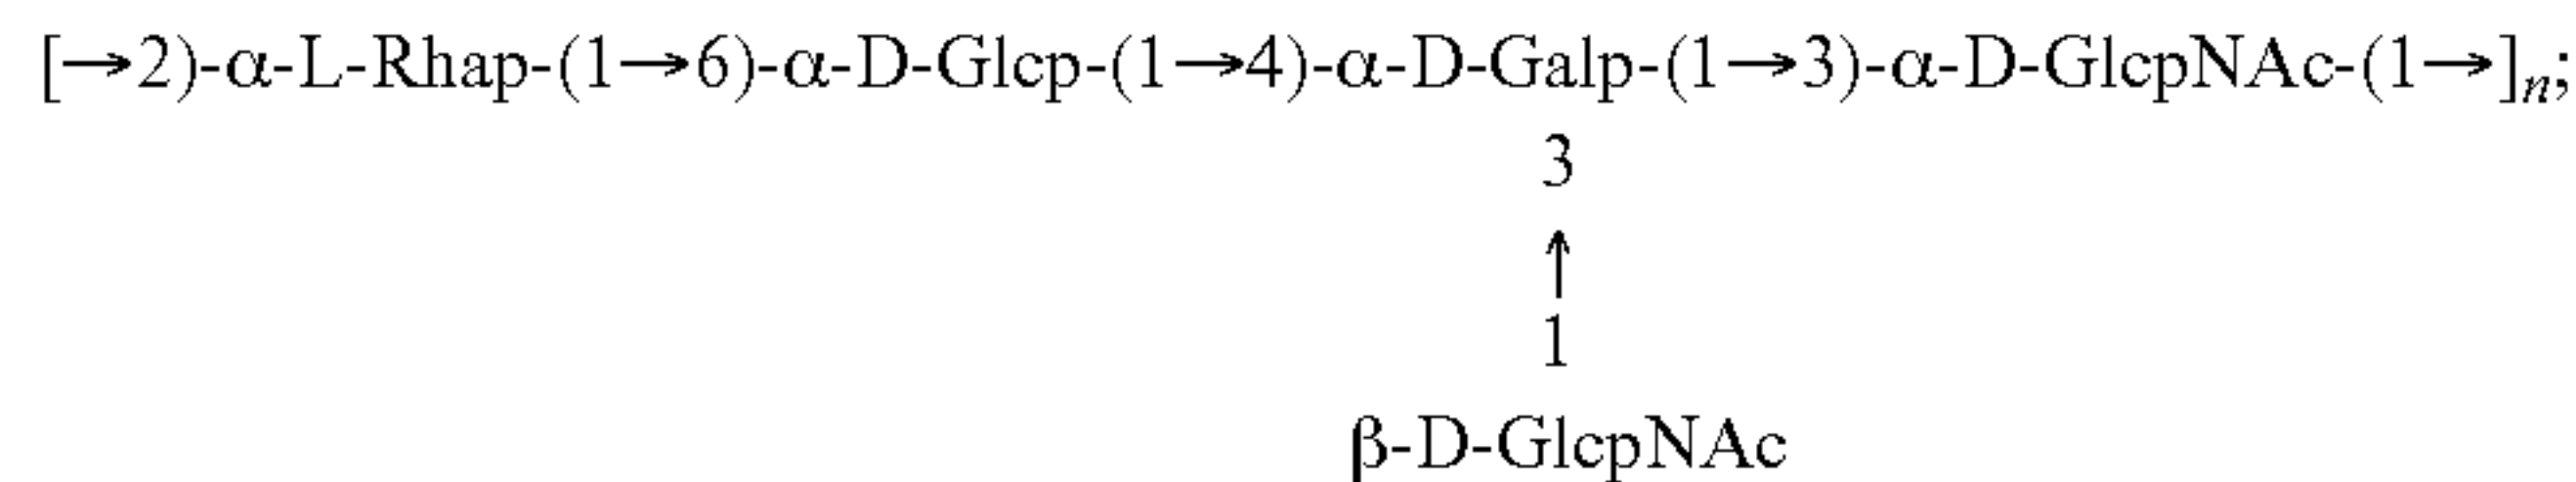 [→2)-α-L-Rhap-(1→6)-α-D-Glcp-(1→4)-α-D-Galp-(1→3)-α-D-GlcpNAc-(1→]n;
3
↑
1
β-D-GlcpNAc